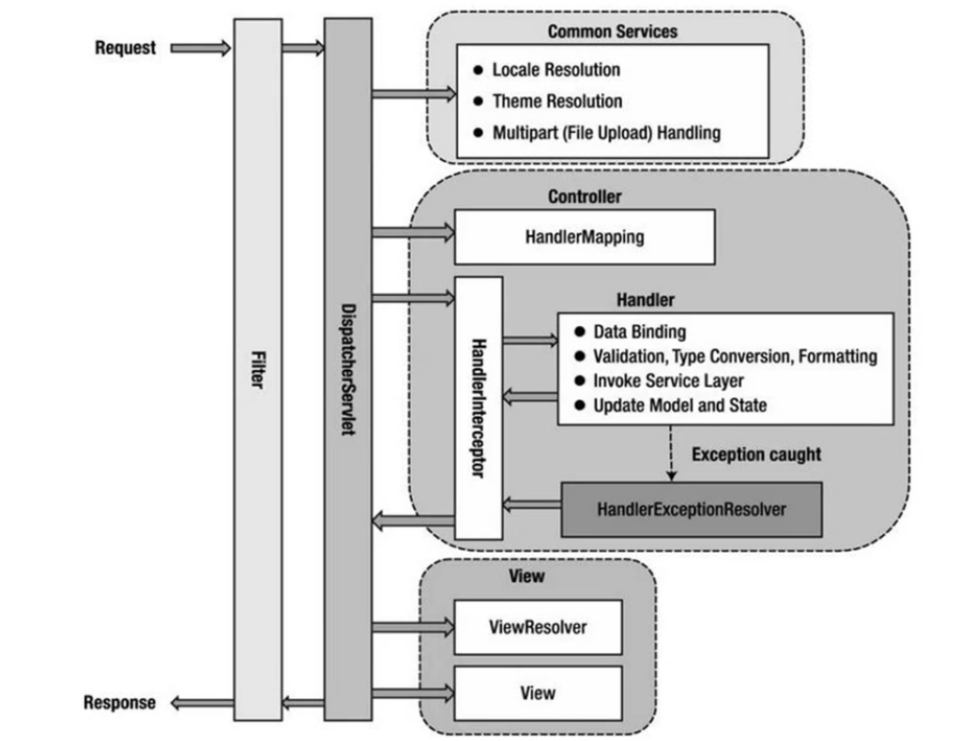 Request
Common Services
● Locale Resolution
● Theme Resolution
● Multipart (File Upload) Handling
Controller
HandlerMapping
Filter
DispatcherServlet
HandlerInterceptor
Handler
● Data Binding
● Validation, Type Conversion, Formatting
● Invoke Service Layer
● Update Model and State
Exception caught
HandlerExceptionResolver
View
ViewResolver
View
Response